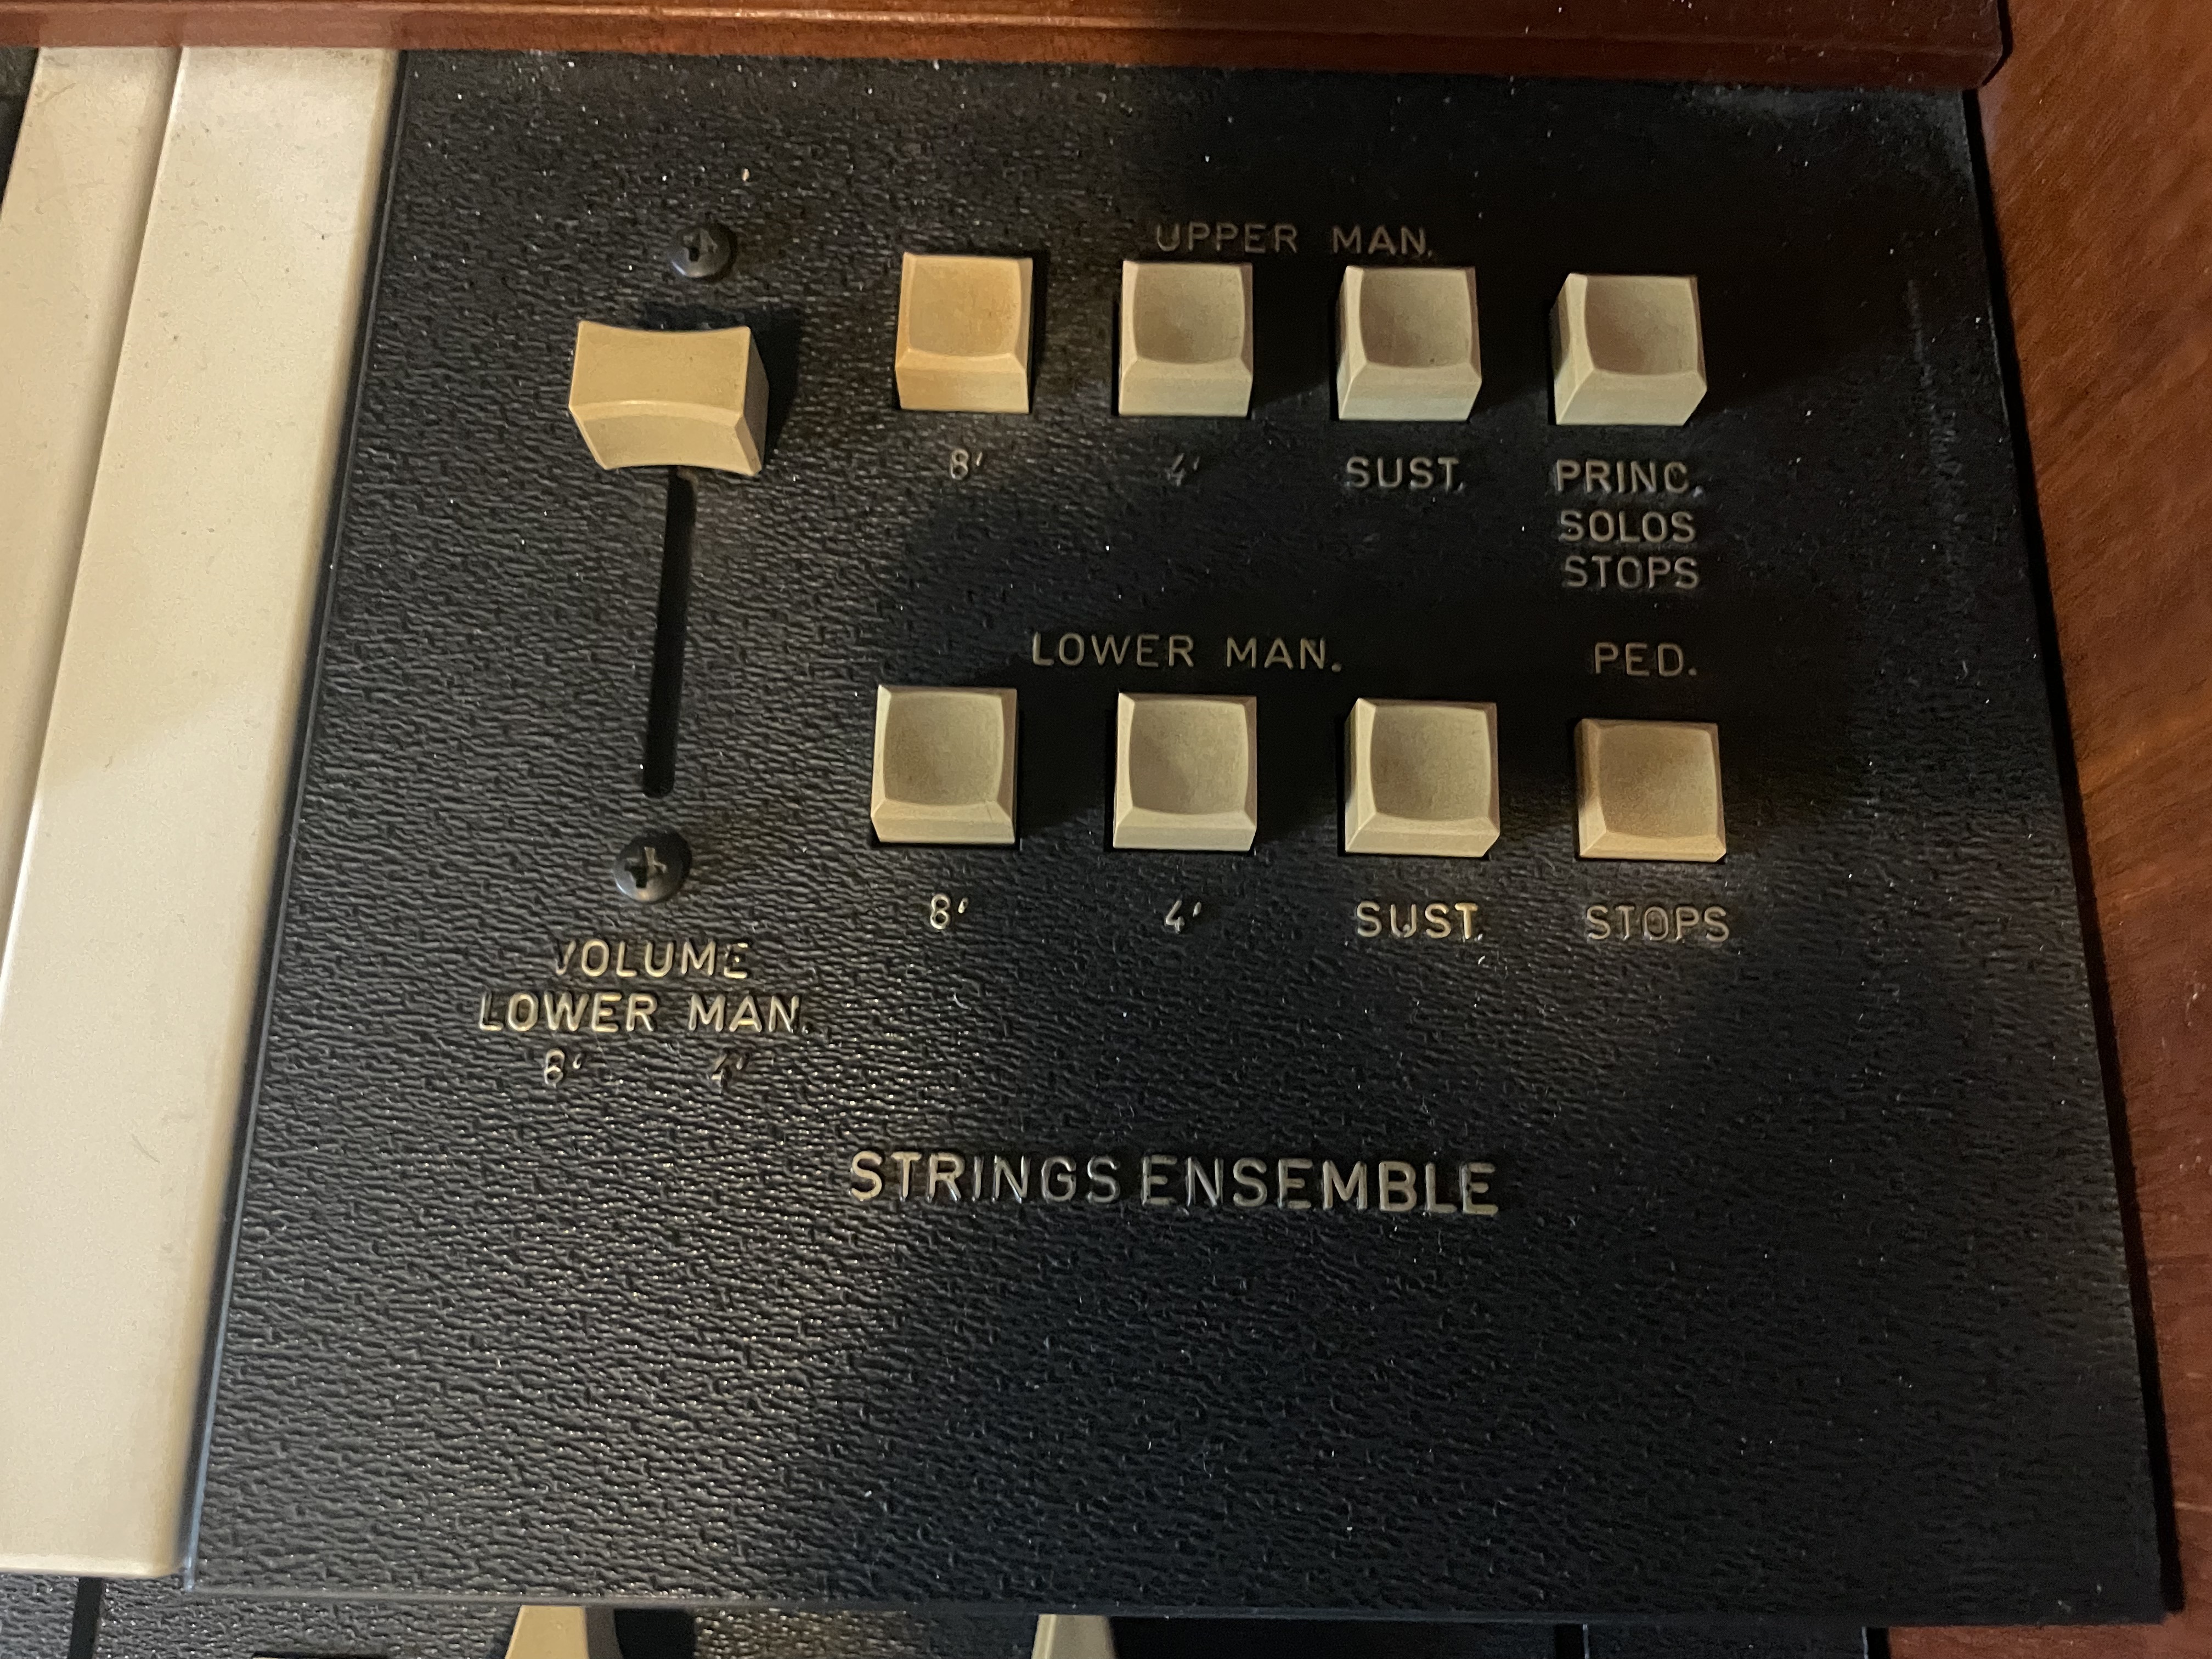 UPPER MAN.
8' 4' SUST. PRINC.
SOLOS
STOPS
LOWER MAN. PED.
8' 4' SUST. STOPS
VOLUME
LOWER MAN.
8' 4'
STRINGS ENSEMBLE